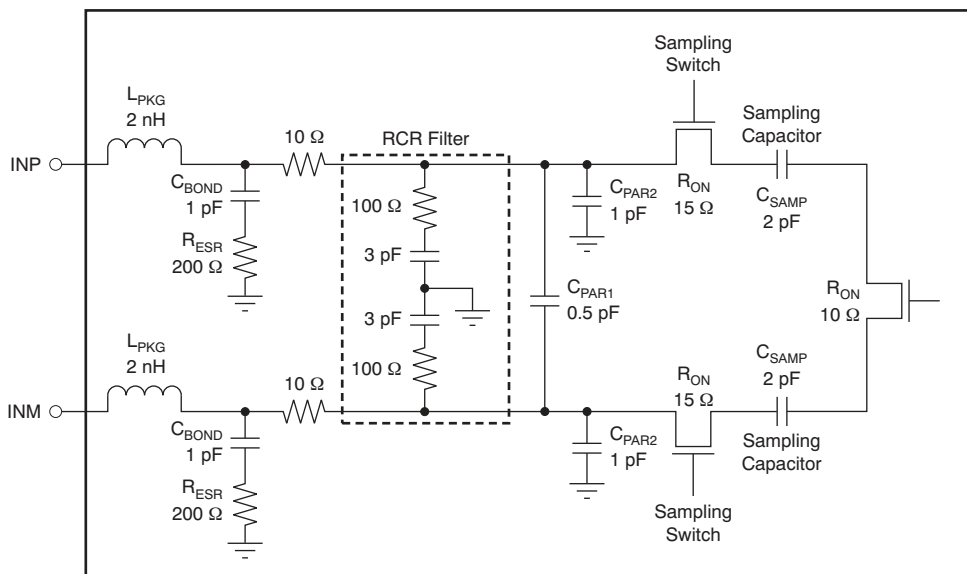 Sampling
Switch
L_PKG
2 nH
10 Ω
RCR Filter
Sampling
Capacitor
INP
C_BOND
1 pF
100 Ω
C_PAR2
1 pF
R_ON
15 Ω
C_SAMP
2 pF
R_ESR
200 Ω
3 pF
C_PAR1
0.5 pF
R_ON
10 Ω
3 pF
L_PKG
2 nH
10 Ω
100 Ω
R_ON
15 Ω
C_SAMP
2 pF
INM
C_BOND
1 pF
C_PAR2
1 pF
Sampling
Capacitor
R_ESR
200 Ω
Sampling
Switch